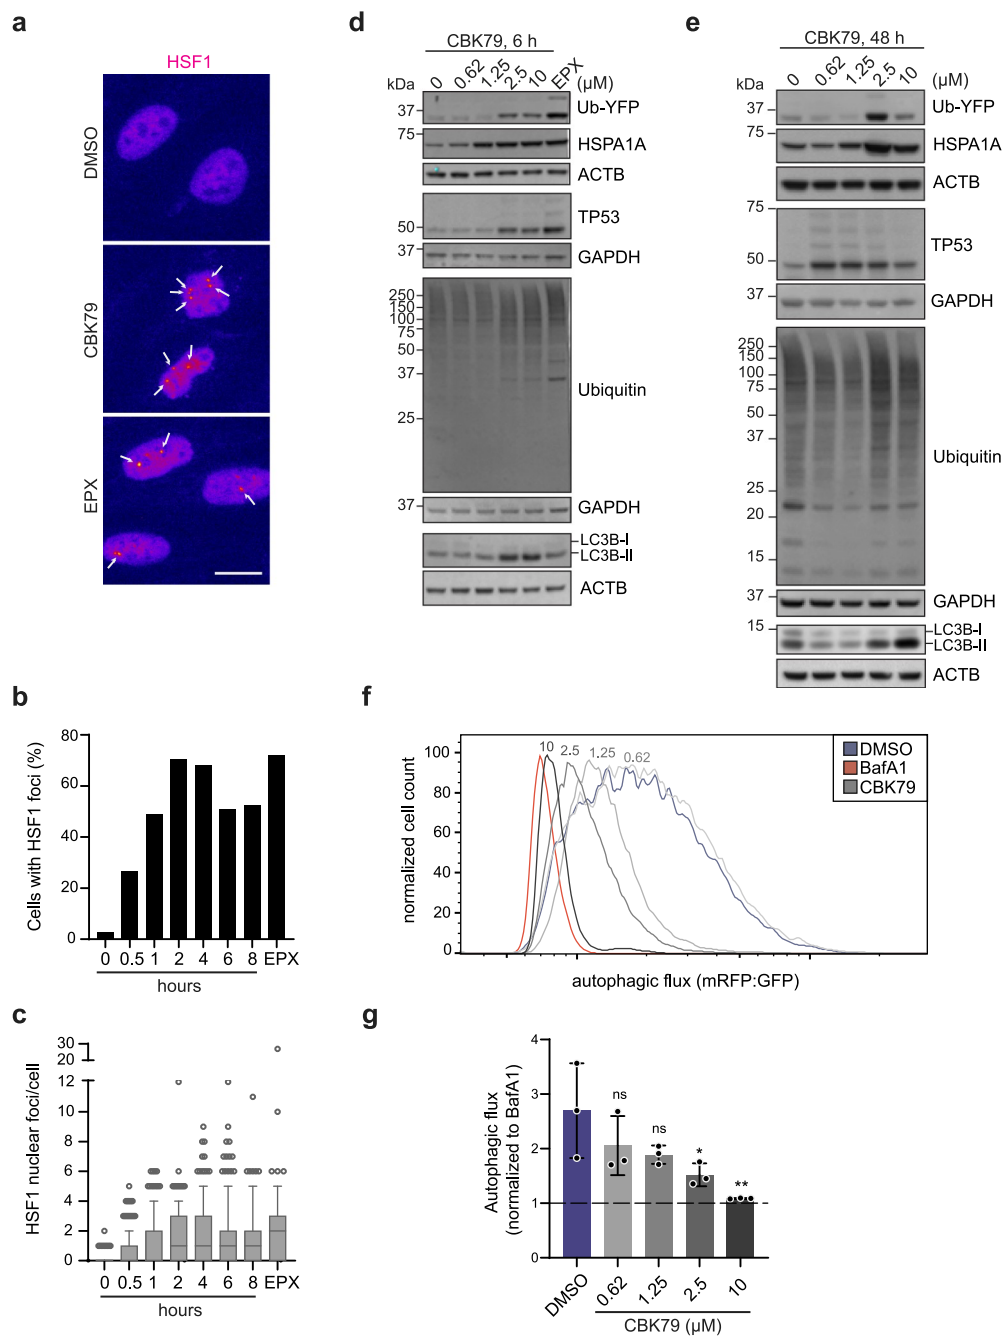 a
HSF1
DMSO
CBK79
EPX
b
Cells with HSF1 foci (%)
80
60
40
20
0
0 0.5 1 2 4 6 8 EPX
hours
c
HSF1 nuclear foci/cell
30
20
12
10
8
6
4
2
0
0 0.5 1 2 4 6 8 EPX
hours
d
CBK79, 6 h
kDa 0 0.62 1.25 2.5 10 EPX (µM)
37 Ub-YFP
75 HSPA1A
ACTB
TP53
50
37 GAPDH
250
150
100
75
50
37
Ubiquitin
25
37 GAPDH
LC3B-I
LC3B-II
ACTB
e
CBK79, 48 h
kDa 0 0.62 1.25 2.5 10 (µM)
37 Ub-YFP
75 HSPA1A
ACTB
75
TP53
50
37 GAPDH
250
150
100
75
50
37
Ubiquitin
25
20
15
37 GAPDH
15 LC3B-I
LC3B-II
ACTB
f
normalized cell count
100
80
60
40
20
0
10 2.5 1.25 0.62
DMSO
BafA1
CBK79
autophagic flux (mRFP:GFP)
g
Autophagic flux
(normalized to BafA1)
4
3
2
1
0
ns
ns
*
**
DMSO 0.62 1.25 2.5 10
CBK79 (µM)